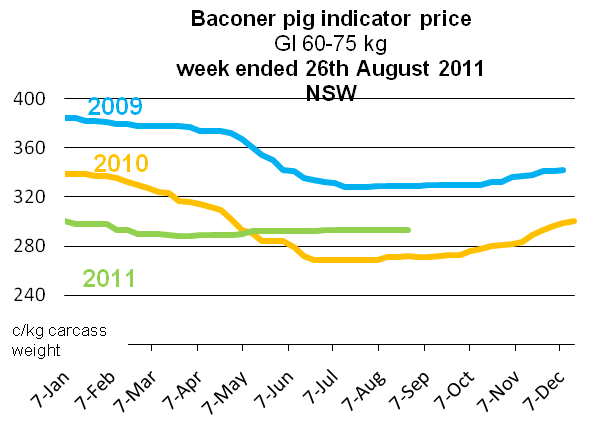 Baconer pig indicator price
GI 60-75 kg
week ended 26th August 2011
NSW
400
2009
360
2010
320
280
2011
240
c/kg carcass
weight
7-Jan
7-Feb
7-Mar
7-Apr
7-May
7-Jun
7-Jul
7-Aug
7-Sep
7-Oct
7-Nov
7-Dec